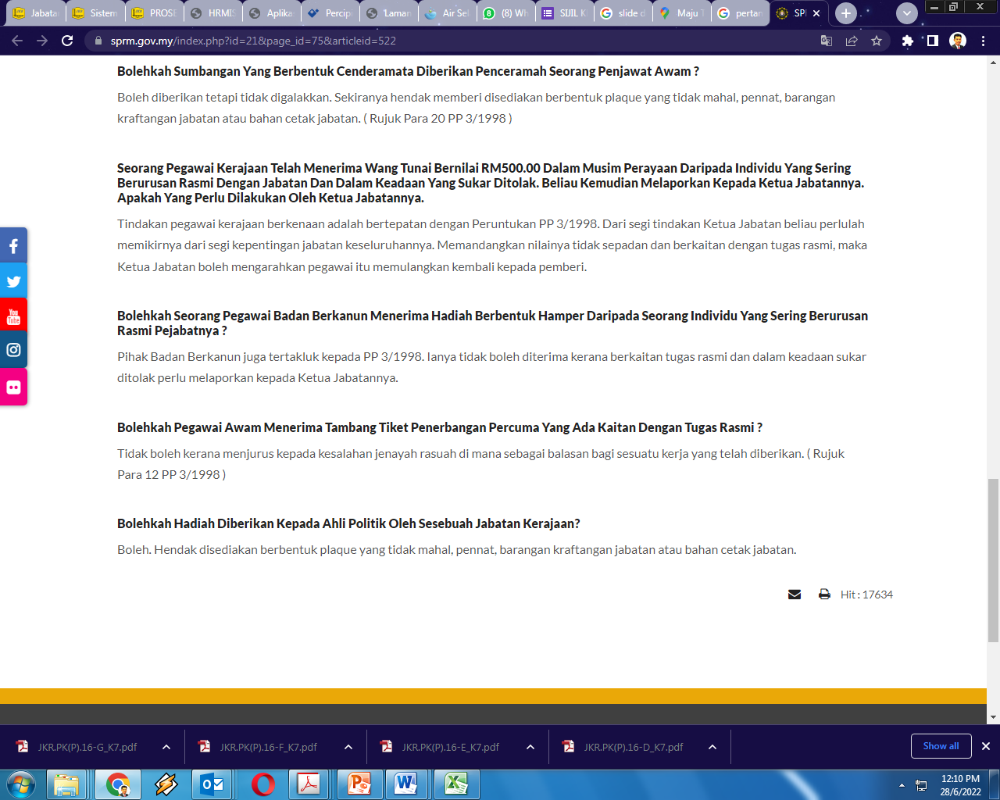 Jabata
Sistem
PROSE
HRMIS
Aplika
Percip
'Laman
Air Sel
(8) Wh
SIJIL K
slide d
Maju T
pertan
SPI
sprm.gov.my/index.php?id=21&page_id=75&articleid=522
Bolehkah Sumbangan Yang Berbentuk Cenderamata Diberikan Penceramah Seorang Penjawat Awam ?
Boleh diberikan tetapi tidak digalakkan. Sekiranya hendak memberi disediakan berbentuk plaque yang tidak mahal, pennat, barangan
kraftangan jabatan atau bahan cetak jabatan. ( Rujuk Para 20 PP 3/1998 )
Seorang Pegawai Kerajaan Telah Menerima Wang Tunai Bernilai RM500.00 Dalam Musim Perayaan Daripada Individu Yang Sering
Berurusan Rasmi Dengan Jabatan Dan Dalam Keadaan Yang Sukar Ditolak. Beliau Kemudian Melaporkan Kepada Ketua Jabatannya.
Apakah Yang Perlu Dilakukan Oleh Ketua Jabatannya.
Tindakan pegawai kerajaan berkenaan adalah bertepatan dengan Peruntukan PP 3/1998. Dari segi tindakan Ketua Jabatan beliau perlulah
memikirnya dari segi kepentingan jabatan keseluruhannya. Memandangkan nilainya tidak sepadan dan berkaitan dengan tugas rasmi, maka
Ketua Jabatan boleh mengarahkan pegawai itu memulangkan kembali kepada pemberi.
Bolehkah Seorang Pegawai Badan Berkanun Menerima Hadiah Berbentuk Hamper Daripada Seorang Individu Yang Sering Berurusan
Rasmi Pejabatnya ?
Pihak Badan Berkanun juga tertakluk kepada PP 3/1998. Ianya tidak boleh diterima kerana berkaitan tugas rasmi dan dalam keadaan sukar
ditolak perlu melaporkan kepada Ketua Jabatannya.
Bolehkah Pegawai Awam Menerima Tambang Tiket Penerbangan Percuma Yang Ada Kaitan Dengan Tugas Rasmi ?
Tidak boleh kerana menjurus kepada kesalahan jenayah rasuah di mana sebagai balasan bagi sesuatu kerja yang telah diberikan. ( Rujuk
Para 12 PP 3/1998 )
Bolehkah Hadiah Diberikan Kepada Ahli Politik Oleh Sesebuah Jabatan Kerajaan?
Boleh. Hendak disediakan berbentuk plaque yang tidak mahal, pennat, barangan kraftangan jabatan atau bahan cetak jabatan.
Hit : 17634
You
Tube
JKR.PK(P).16-G_K7.pdf
JKR.PK(P).16-F_K7.pdf
JKR.PK(P).16-E_K7.pdf
JKR.PK(P).16-D_K7.pdf
Show all
12:10 PM
28/6/2022